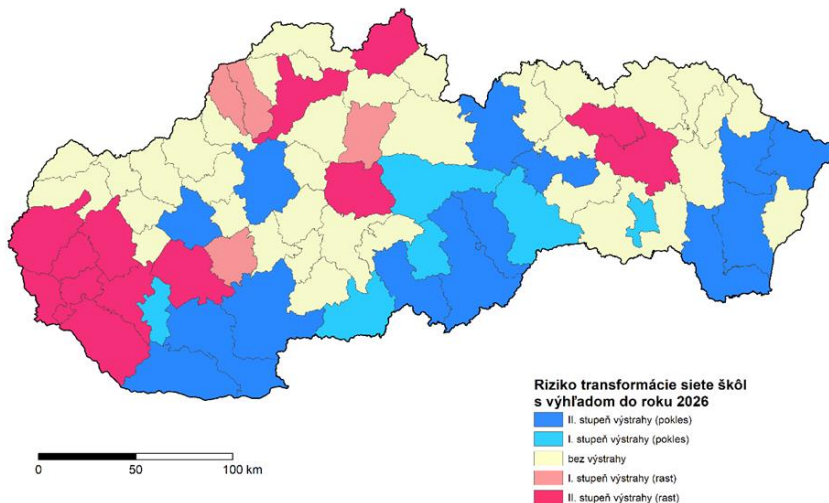 Riziko transformácie siete škôl
s výhľadom do roku 2026
II. stupeň výstrahy (pokles)
I. stupeň výstrahy (pokles)
bez výstrahy
I. stupeň výstrahy (rast)
II. stupeň výstrahy (rast)
0 50 100 km